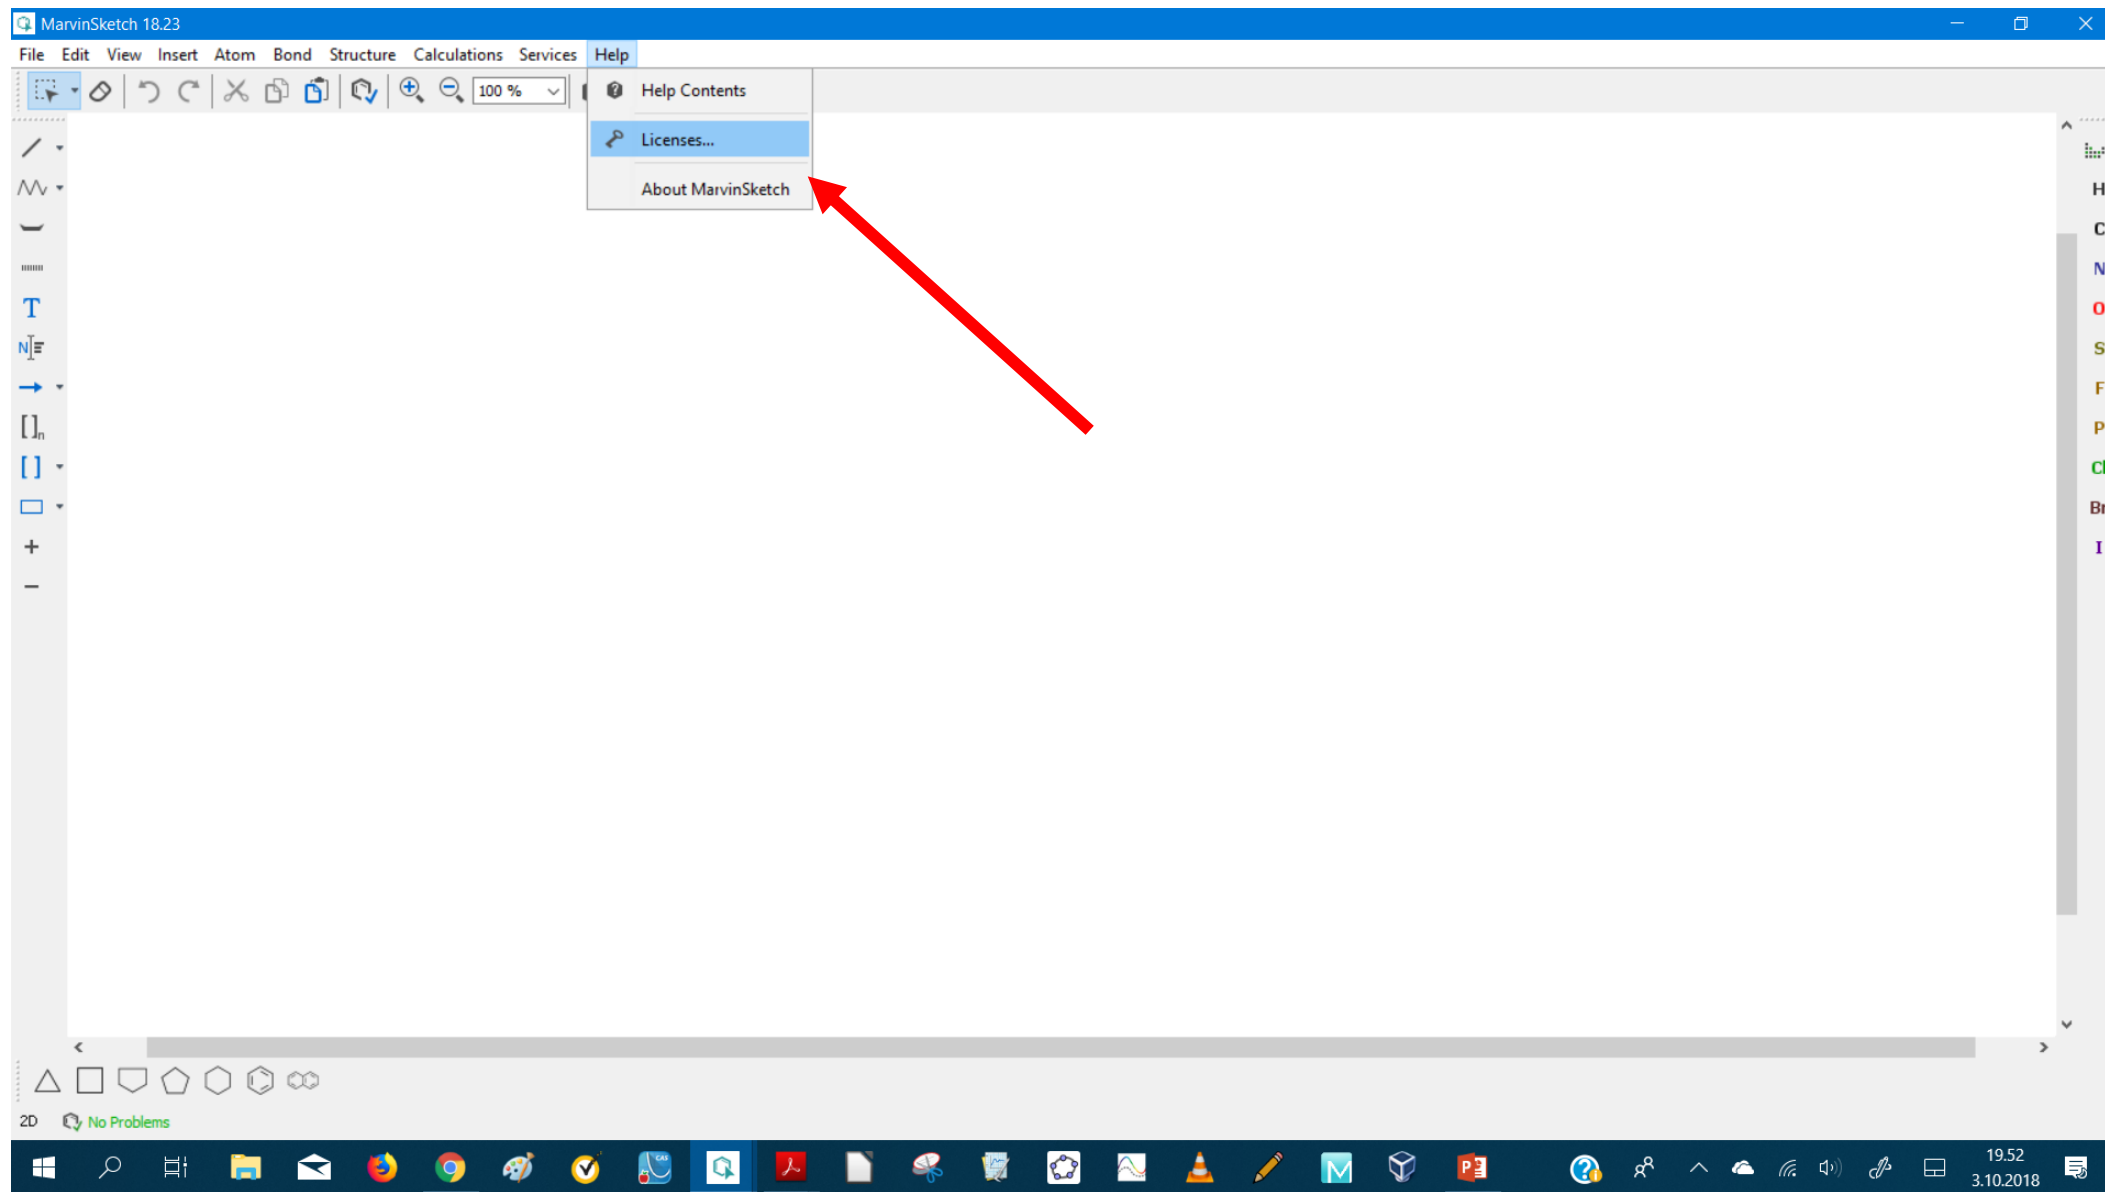 MarvinSketch 18.23
File Edit View Insert Atom Bond Structure Calculations Services Help
100 %
Help Contents
Licenses...
About MarvinSketch
H
C
N
O
S
F
P
Cl
Br
I
T
N
[]n
[]
2D No Problems
19.52
3.10.2018